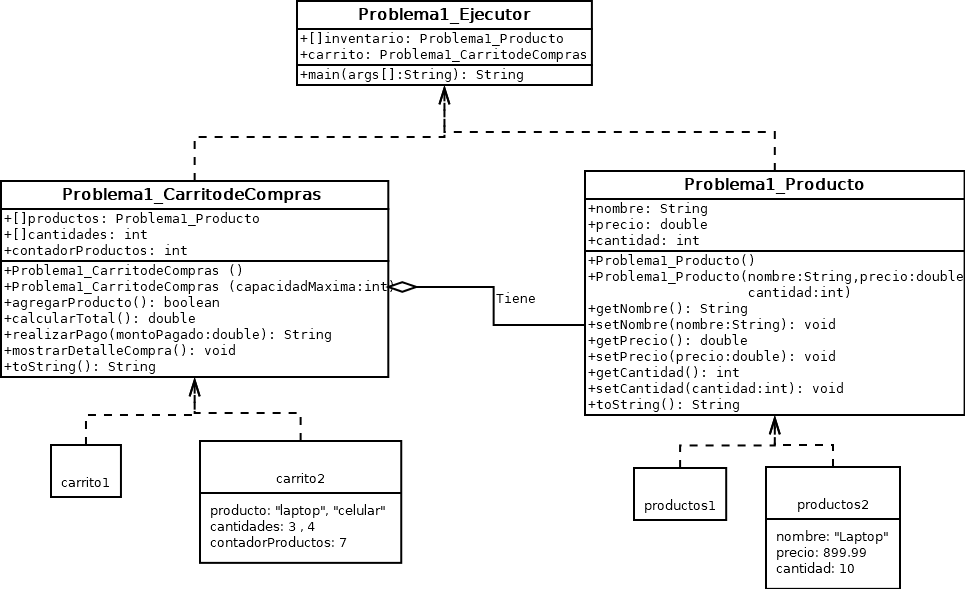 Problema1_Ejecutor
+[]inventario: Problema1_Producto
+carrito: Problema1_CarritodeCompras
+main(args[]:String): String
Problema1_CarritodeCompras
+[]productos: Problema1_Producto
+[]cantidades: int
+contadorProductos: int
+Problema1_CarritodeCompras ()
+Problema1_CarritodeCompras (capacidadMaxima:int)
+agregarProducto(): boolean
+calcularTotal(): double
+realizarPago(montoPagado:double): String
+mostrarDetalleCompra(): void
+toString(): String
Tiene
Problema1_Producto
+nombre: String
+precio: double
+cantidad: int
+Problema1_Producto()
+Problema1_Producto(nombre:String,precio:double
cantidad:int)
+getNombre(): String
+setNombre(nombre:String): void
+getPrecio(): double
+setPrecio(precio:double): void
+getCantidad(): int
+setCantidad(cantidad:int): void
+toString(): String
carrito1
carrito2
producto: "laptop", "celular"
cantidades: 3 , 4
contadorProductos: 7
productos1
productos2
nombre: "Laptop"
precio: 899.99
cantidad: 10